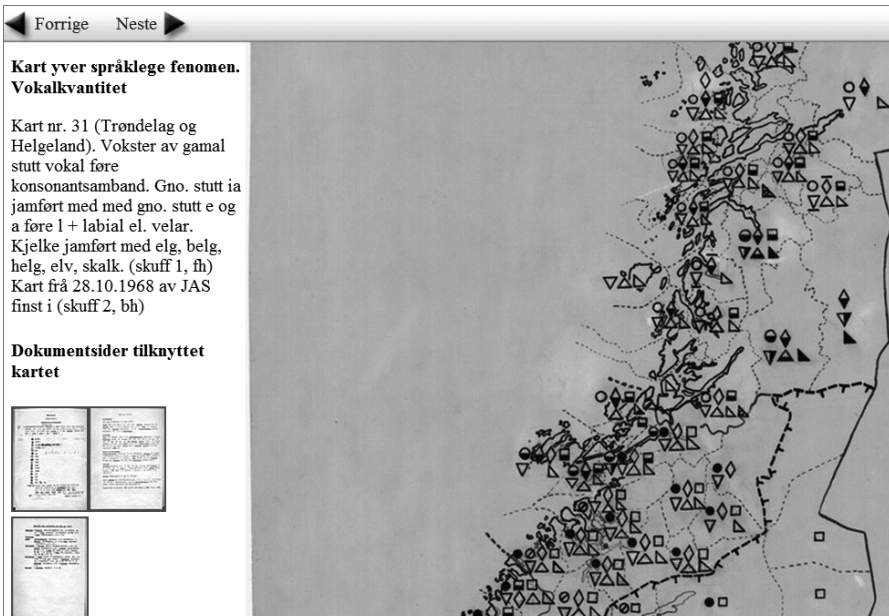 Forrige Neste
Kart yver språklege fenomen.
Vokalkvantitet
Kart nr. 31 (Trøndelag og
Helgeland). Vokster av gamal
stutt vokal føre
konsonantsamband. Gno. stutt ia
jamført med med gno. stutt e og
a føre l + labial el. velar.
Kjelke jamført med elg, belg,
helg, elv, skalk. (skuff 1, fh)
Kart frå 28.10.1968 av JAS
finst i (skuff 2, bh)
Dokumentsider tilknyttet
kartet